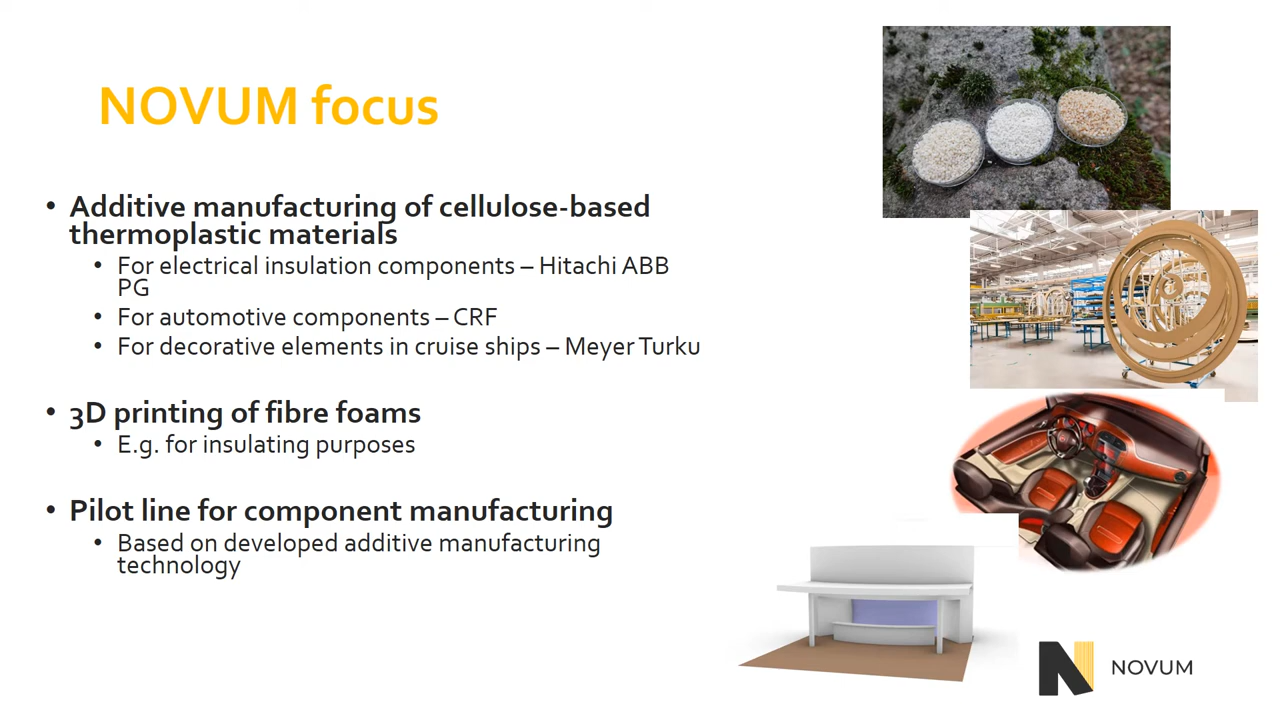 NOVUM focus
• Additive manufacturing of cellulose-based
thermoplastic materials
• For electrical insulation components – Hitachi ABB
PG
• For automotive components – CRF
• For decorative elements in cruise ships – Meyer Turku
• 3D printing of fibre foams
• E.g. for insulating purposes
• Pilot line for component manufacturing
• Based on developed additive manufacturing
technology
NOVUM